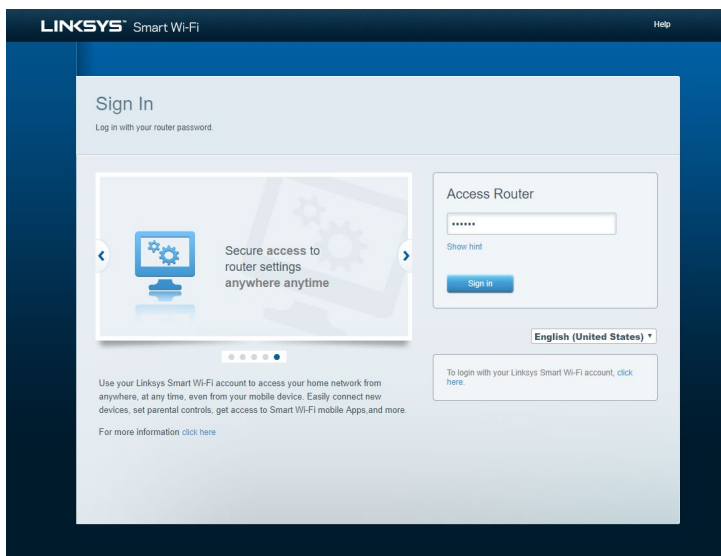 LINKSYS™ Smart Wi-Fi
Help
Sign In
Log in with your router password.
Secure access to
router settings
anywhere anytime
Access Router
••••••
Show hint
Sign in
English (United States)
To login with your Linksys Smart Wi-Fi account, click
here.
Use your Linksys Smart Wi-Fi account to access your home network from
anywhere, at any time, even from your mobile device. Easily connect new
devices, set parental controls, get access to Smart Wi-Fi mobile Apps,and more.
For more information click here